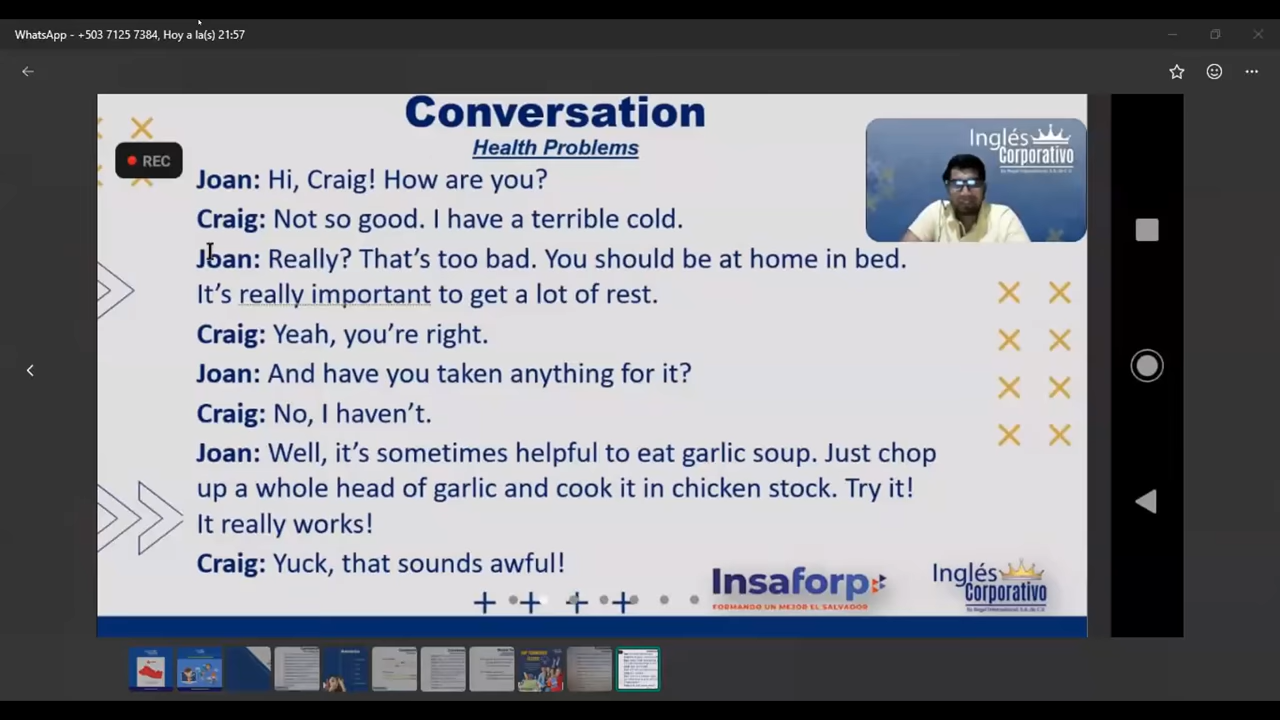 WhatsApp - +503 7125 7384, Hoy a la(s) 21:57
Conversation
Health Problems
REC
Inglés
Corporativo
Joan: Hi, Craig! How are you?
Craig: Not so good. I have a terrible cold.
Joan: Really? That's too bad. You should be at home in bed.
It's really important to get a lot of rest.
Craig: Yeah, you're right.
Joan: And have you taken anything for it?
Craig: No, I haven't.
Joan: Well, it's sometimes helpful to eat garlic soup. Just chop
up a whole head of garlic and cook it in chicken stock. Try it!
It really works!
Craig: Yuck, that sounds awful!
Insaforp
FORMANDO UN MEJOR EL SALVADOR
Inglés
Corporativo